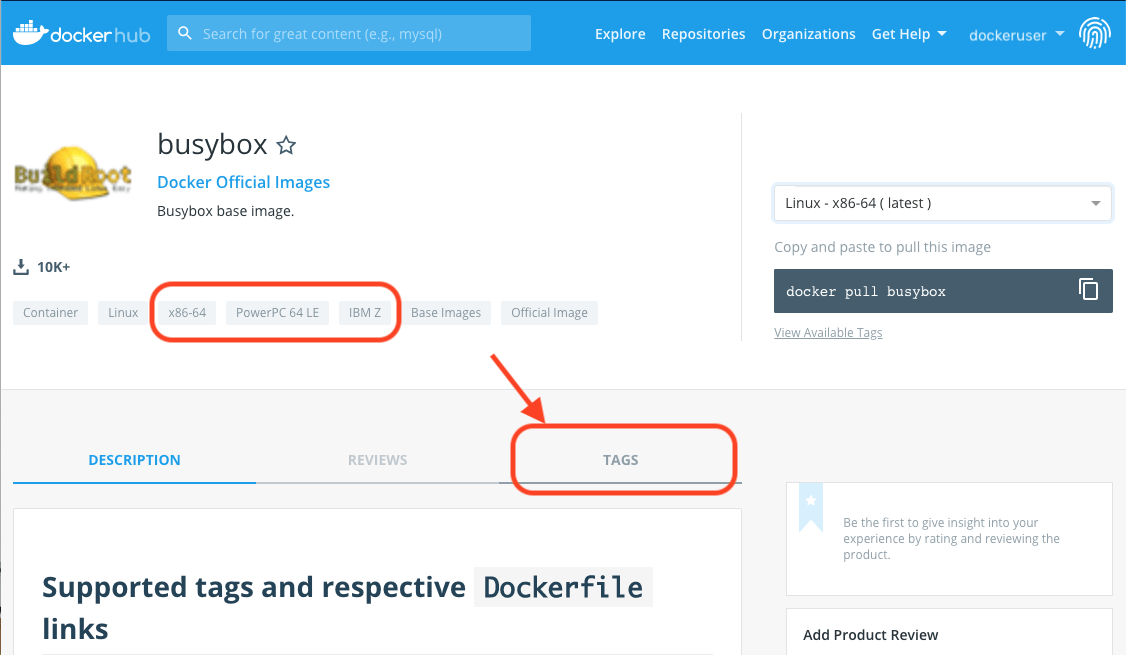 docker hub
Search for great content (e.g., mysql)
Explore Repositories Organizations Get Help dockeruser
busybox
Docker Official Images
Busybox base image.
10K+
Container Linux x86-64 PowerPC 64 LE IBM Z Base Images Official Image
Linux - x86-64 ( latest )
Copy and paste to pull this image
docker pull busybox
View Available Tags
DESCRIPTION REVIEWS TAGS
Supported tags and respective Dockerfile
links
Be the first to give insight into your
experience by rating and reviewing the
product.
Add Product Review